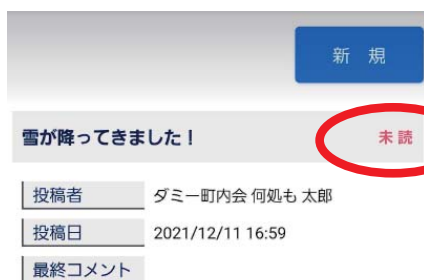 新 規
雪が降ってきました！ 未読
投稿者 ダミー町内会 何処も 太郎
投稿日 2021/12/11 16:59
最終コメント